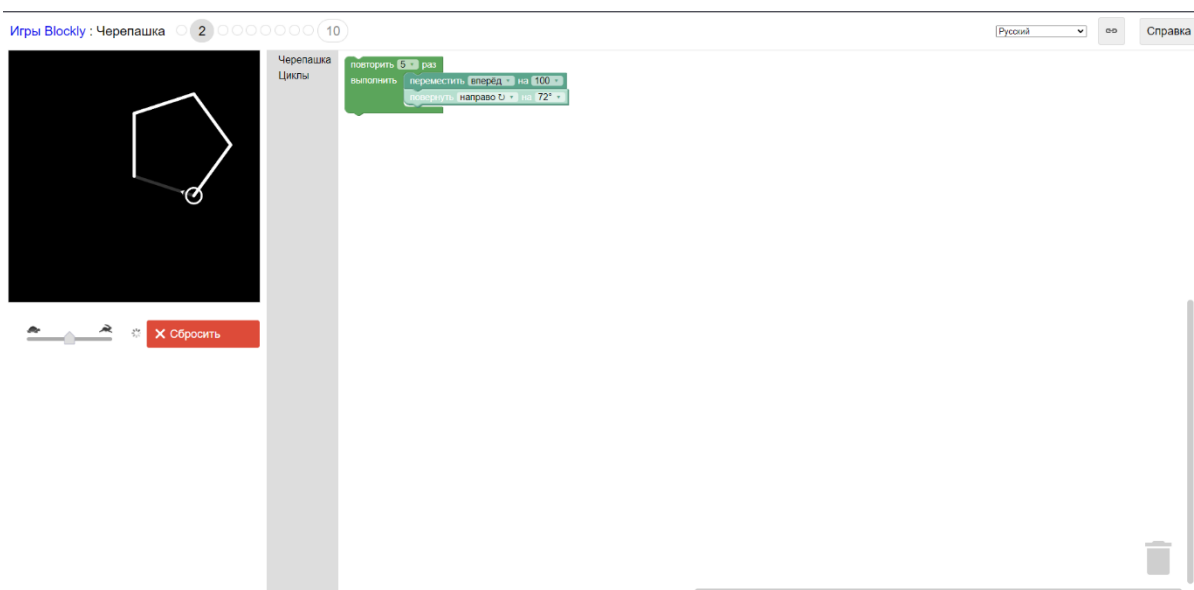 Игры Blockly : Черепашка 2 10 Русский Справка
Черепашка
Циклы
повторить 5 раз
выполнить переместить вперёд на 100
повернуть направо ↻ на 72°
Сбросить